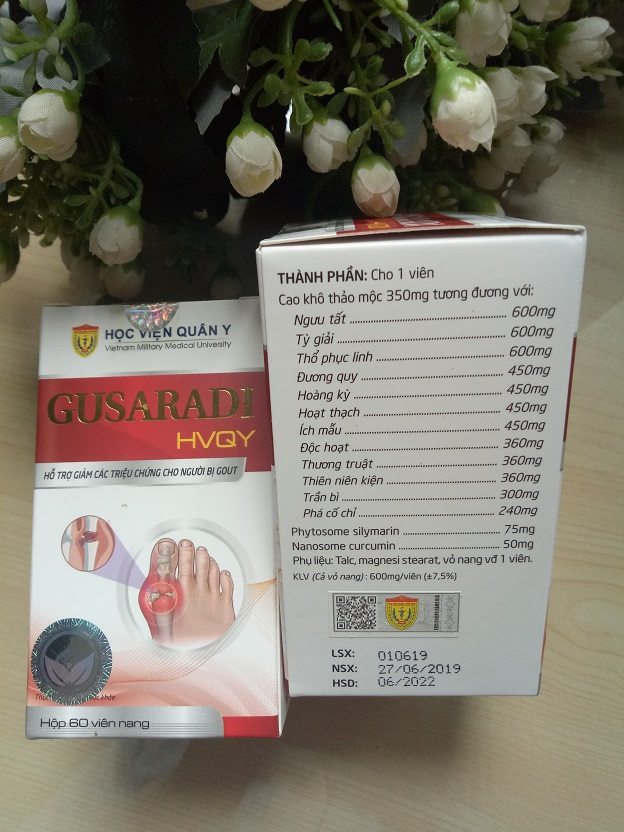 HỌC VIỆN QUÂN Y
Vietnam Military Medical University
GUSARADI
HVQY
HỖ TRỢ GIẢM CÁC TRIỆU CHỨNG CHO NGƯỜI BỊ GOUT
Hộp 60 viên nang
THÀNH PHẦN: Cho 1 viên
Cao khô thảo mộc 350mg tương đương với:
Ngưu tất ........ 600mg
Tỳ giải ........ 600mg
Thổ phục linh ........ 600mg
Đương quy ........ 450mg
Hoàng kỳ ........ 450mg
Hoạt thạch ........ 450mg
Ích mẫu ........ 450mg
Độc hoạt ........ 360mg
Thương truật ........ 360mg
Thiên niên kiện ........ 360mg
Trần bì ........ 300mg
Phá cố chỉ ........ 240mg
Phytosome silymarin ........ 75mg
Nanosome curcumin ........ 50mg
Phụ liệu: Talc, magnesi stearat, vỏ nang vđ 1 viên.
KLV (Cả vỏ nang) : 600mg/viên (±7,5%)
LSX: 010619
NSX: 27/06/2019
HSD: 06/2022